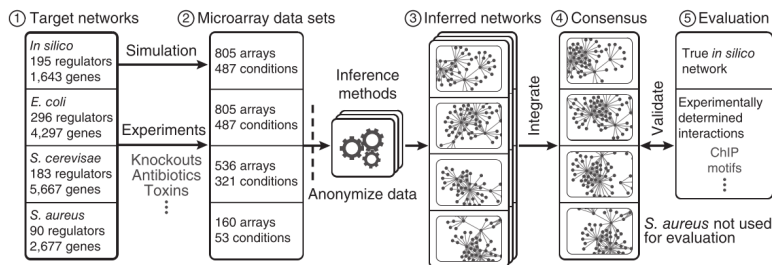 1 Target networks
In silico
195 regulators
1,643 genes
E. coli
296 regulators
4,297 genes
S. cerevisae
183 regulators
5,667 genes
S. aureus
90 regulators
2,677 genes
Simulation
Experiments
Knockouts
Antibiotics
Toxins
⋮
2 Microarray data sets
805 arrays
487 conditions
805 arrays
487 conditions
536 arrays
321 conditions
160 arrays
53 conditions
Inference
methods
Anonymize data
3 Inferred networks
Integrate
4 Consensus
Validate
5 Evaluation
True in silico
network
Experimentally
determined
interactions
ChIP
motifs
⋮
S. aureus not used
for evaluation